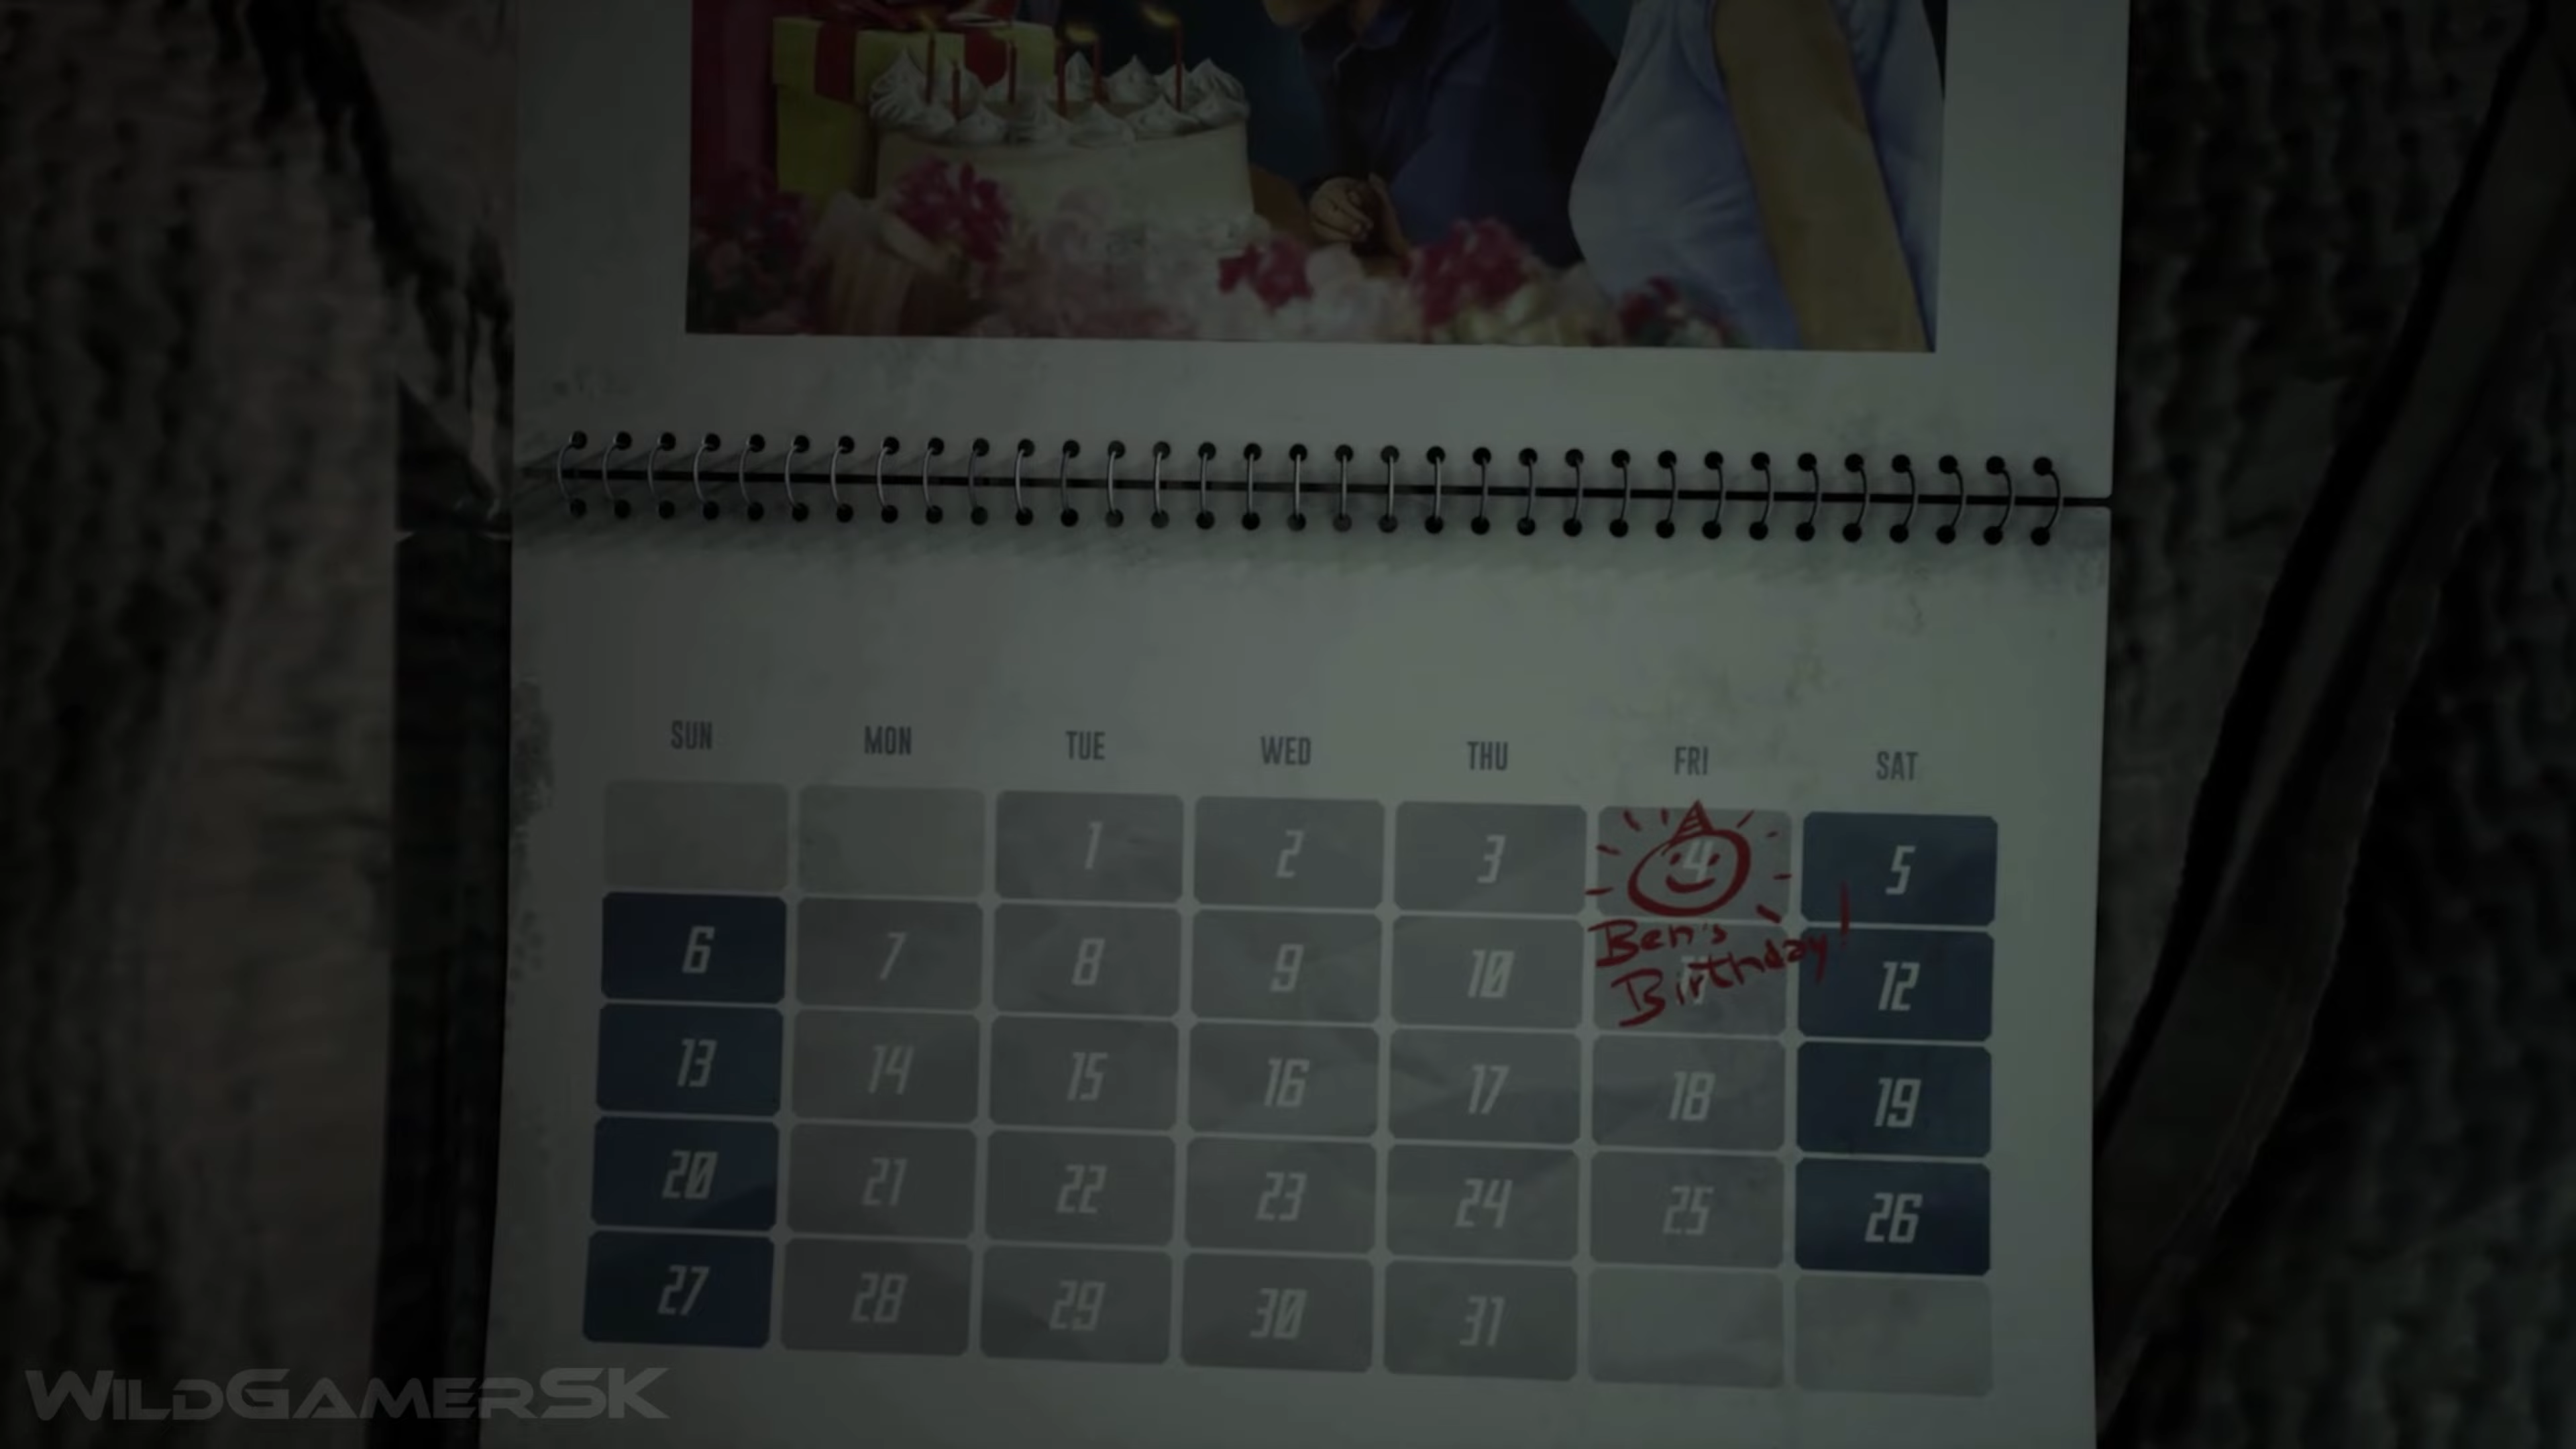 SUN MON TUE WED THU FRI SAT
1 2 3 4 5
Ben's
Birthday!
6 7 8 9 10 11 12
13 14 15 16 17 18 19
20 21 22 23 24 25 26
27 28 29 30 31
WILDGAMERSK